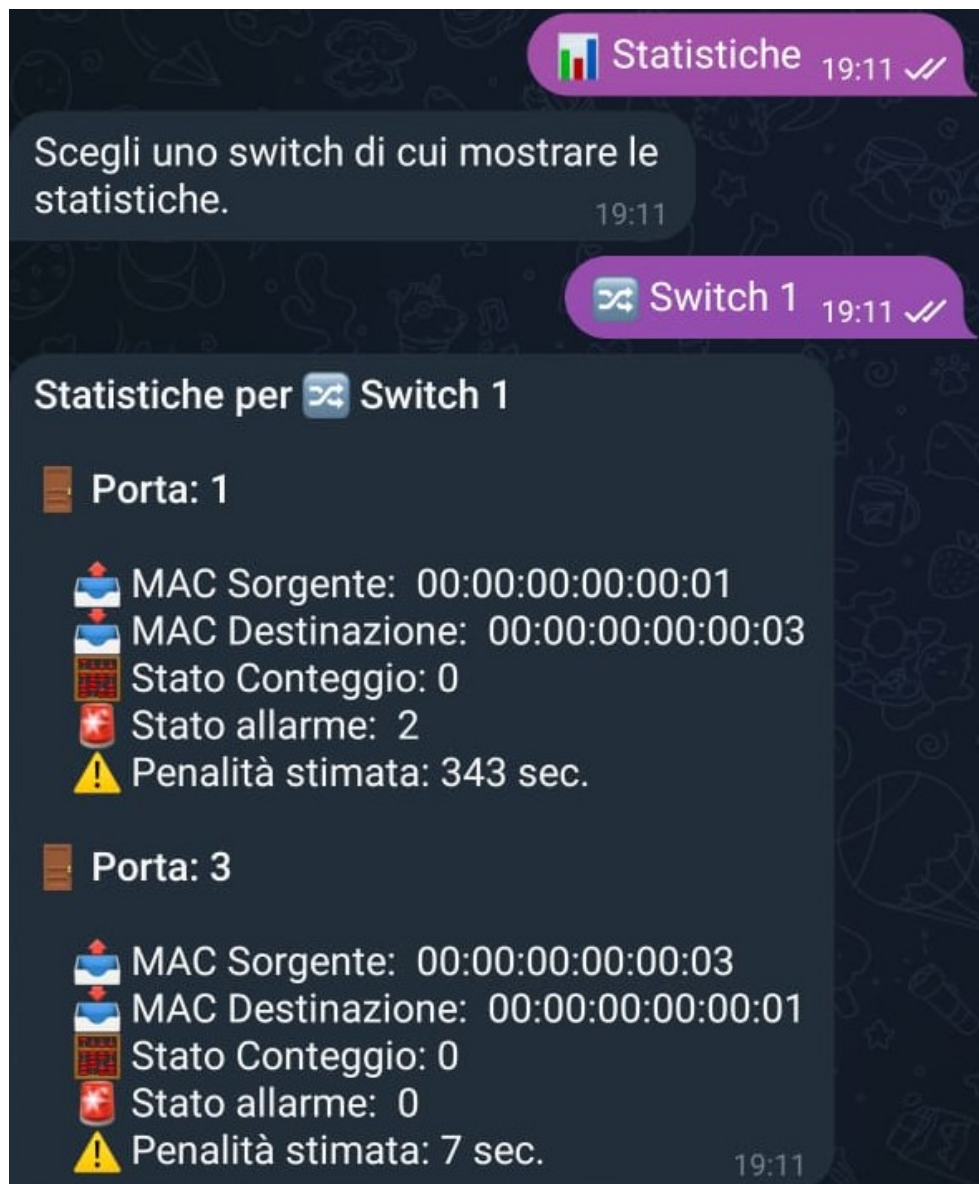 📊 Statistiche 19:11
Scegli uno switch di cui mostrare le
statistiche. 19:11
🔀 Switch 1 19:11
Statistiche per 🔀 Switch 1
🚪 Porta: 1
📤 MAC Sorgente: 00:00:00:00:00:01
📥 MAC Destinazione: 00:00:00:00:00:03
🧮 Stato Conteggio: 0
🚨 Stato allarme: 2
⚠️ Penalità stimata: 343 sec.
🚪 Porta: 3
📤 MAC Sorgente: 00:00:00:00:00:03
📥 MAC Destinazione: 00:00:00:00:00:01
🧮 Stato Conteggio: 0
🚨 Stato allarme: 0
⚠️ Penalità stimata: 7 sec. 19:11